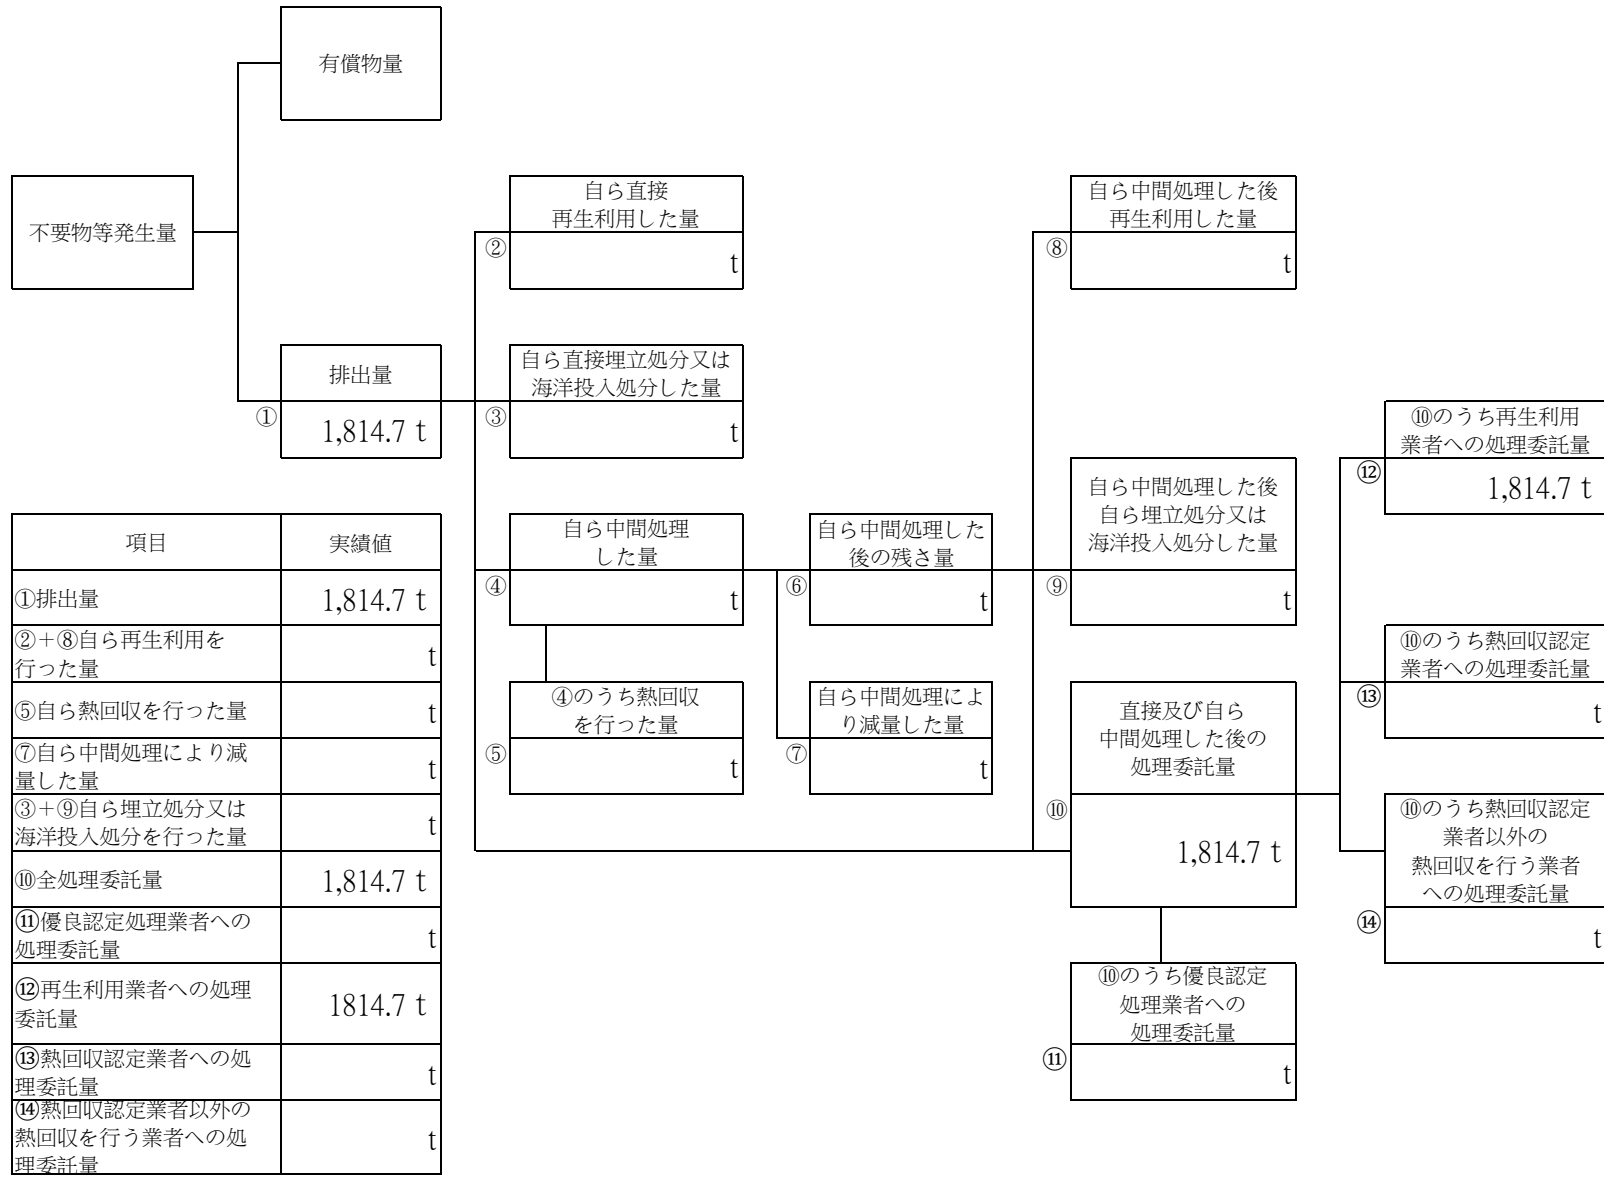 有償物量
不要物等発生量
自ら直接
再生利用した量
②
t
自ら中間処理した後
再生利用した量
⑧
t
排出量
①
1,814.7 t
自ら直接埋立処分又は
海洋投入処分した量
③
t
⑩のうち再生利用
業者への処理委託量
⑫
1,814.7 t
自ら中間処理
した量
④
t
自ら中間処理した
後の残さ量
⑥
t
自ら中間処理した後
自ら埋立処分又は
海洋投入処分した量
⑨
t
⑩のうち熱回収認定
業者への処理委託量
⑬
t
④のうち熱回収
を行った量
⑤
t
自ら中間処理によ
り減量した量
⑦
t
直接及び自ら
中間処理した後の
処理委託量
⑩
1,814.7 t
⑩のうち熱回収認定
業者以外の
熱回収を行う業者
への処理委託量
⑭
t
⑩のうち優良認定
処理業者への
処理委託量
⑪
t
項目 実績値
①排出量 1,814.7 t
②+⑧自ら再生利用を
行った量
t
⑤自ら熱回収を行った量 t
⑦自ら中間処理により減
量した量
t
③+⑨自ら埋立処分又は
海洋投入処分を行った量
t
⑩全処理委託量 1,814.7 t
⑪優良認定処理業者への
処理委託量
t
⑫再生利用業者への処理
委託量
1814.7 t
⑬熱回収認定業者への処
理委託量
t
⑭熱回収認定業者以外の
熱回収を行う業者への処
理委託量
t